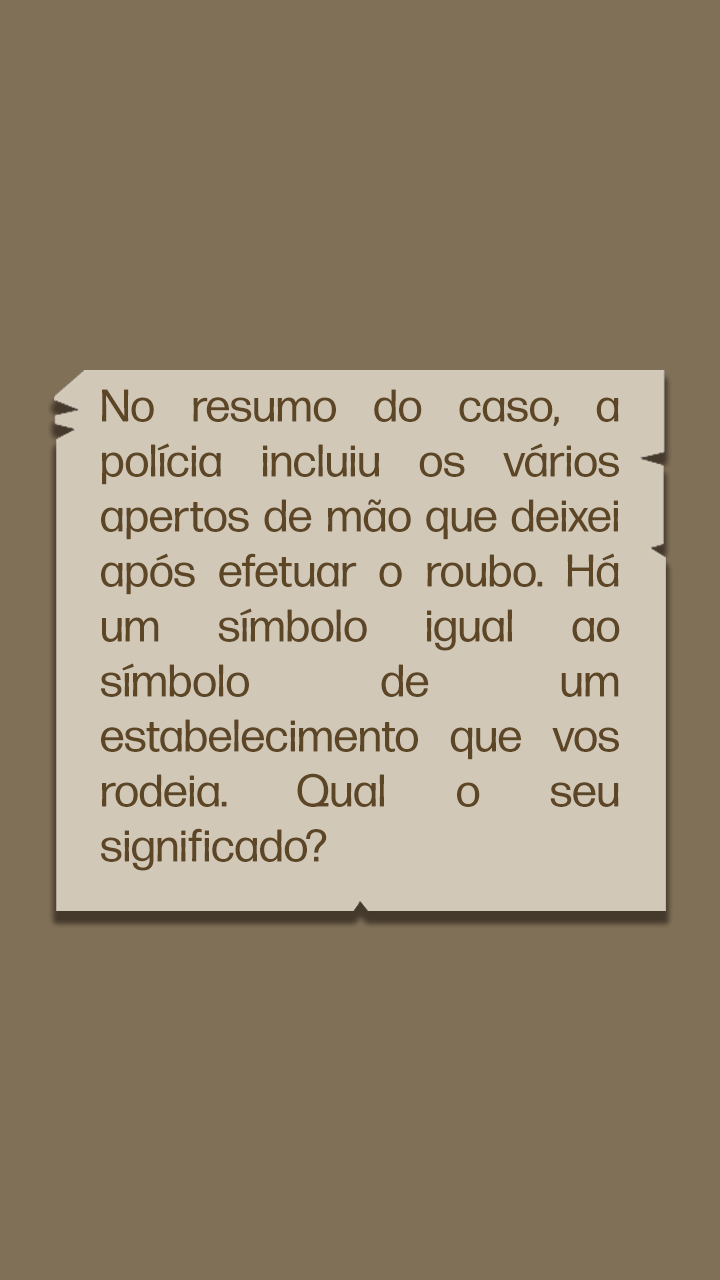 No resumo do caso, a
polícia incluiu os vários
apertos de mão que deixei
após efetuar o roubo. Há
um símbolo igual ao
símbolo de um
estabelecimento que vos
rodeia. Qual o seu
significado?